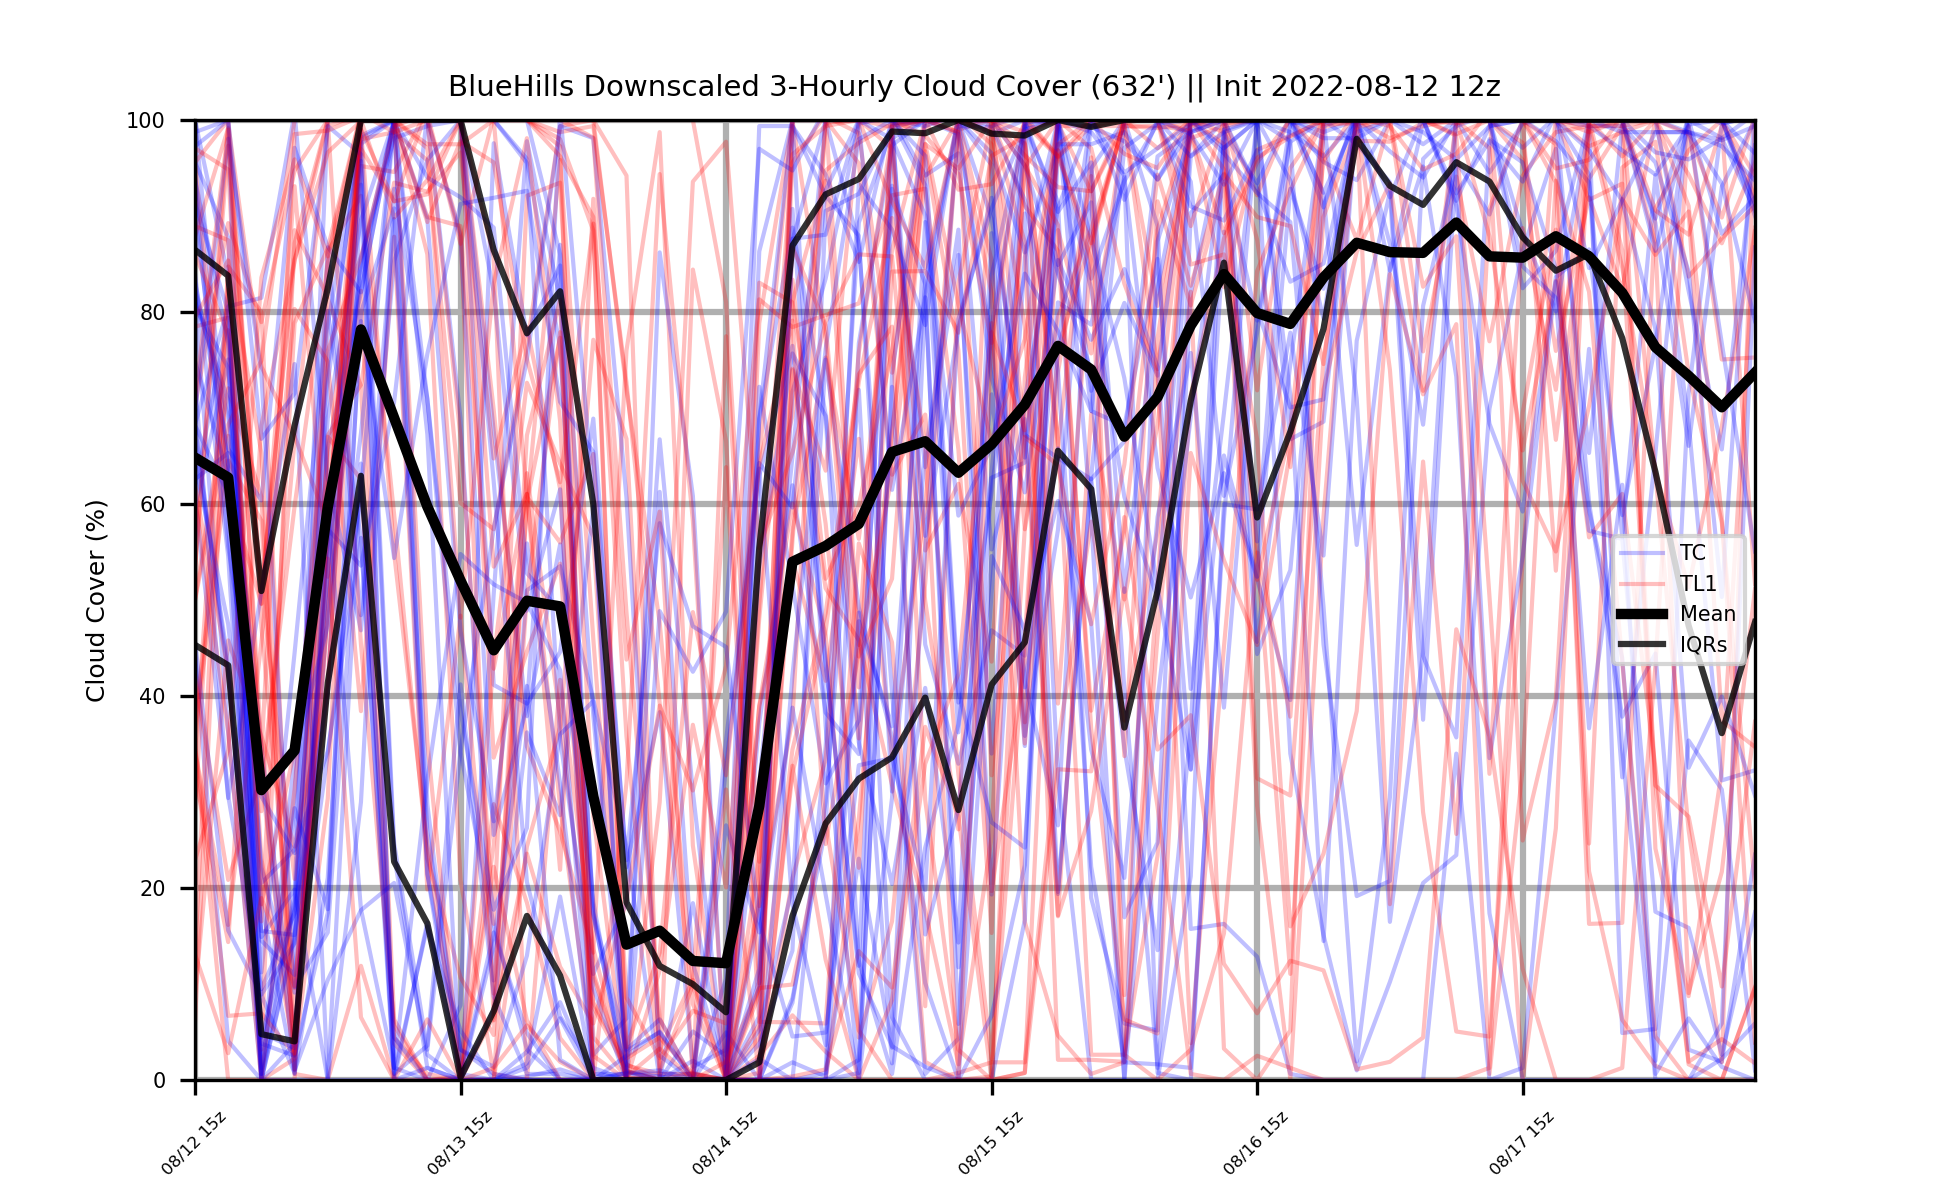 BlueHills Downscaled 3-Hourly Cloud Cover (632') || Init 2022-08-12 12z
Cloud Cover (%)
100
80
60
40
20
0
TC
TL1
Mean
IQRs
08/12 15z
08/13 15z
08/14 15z
08/15 15z
08/16 15z
08/17 15z